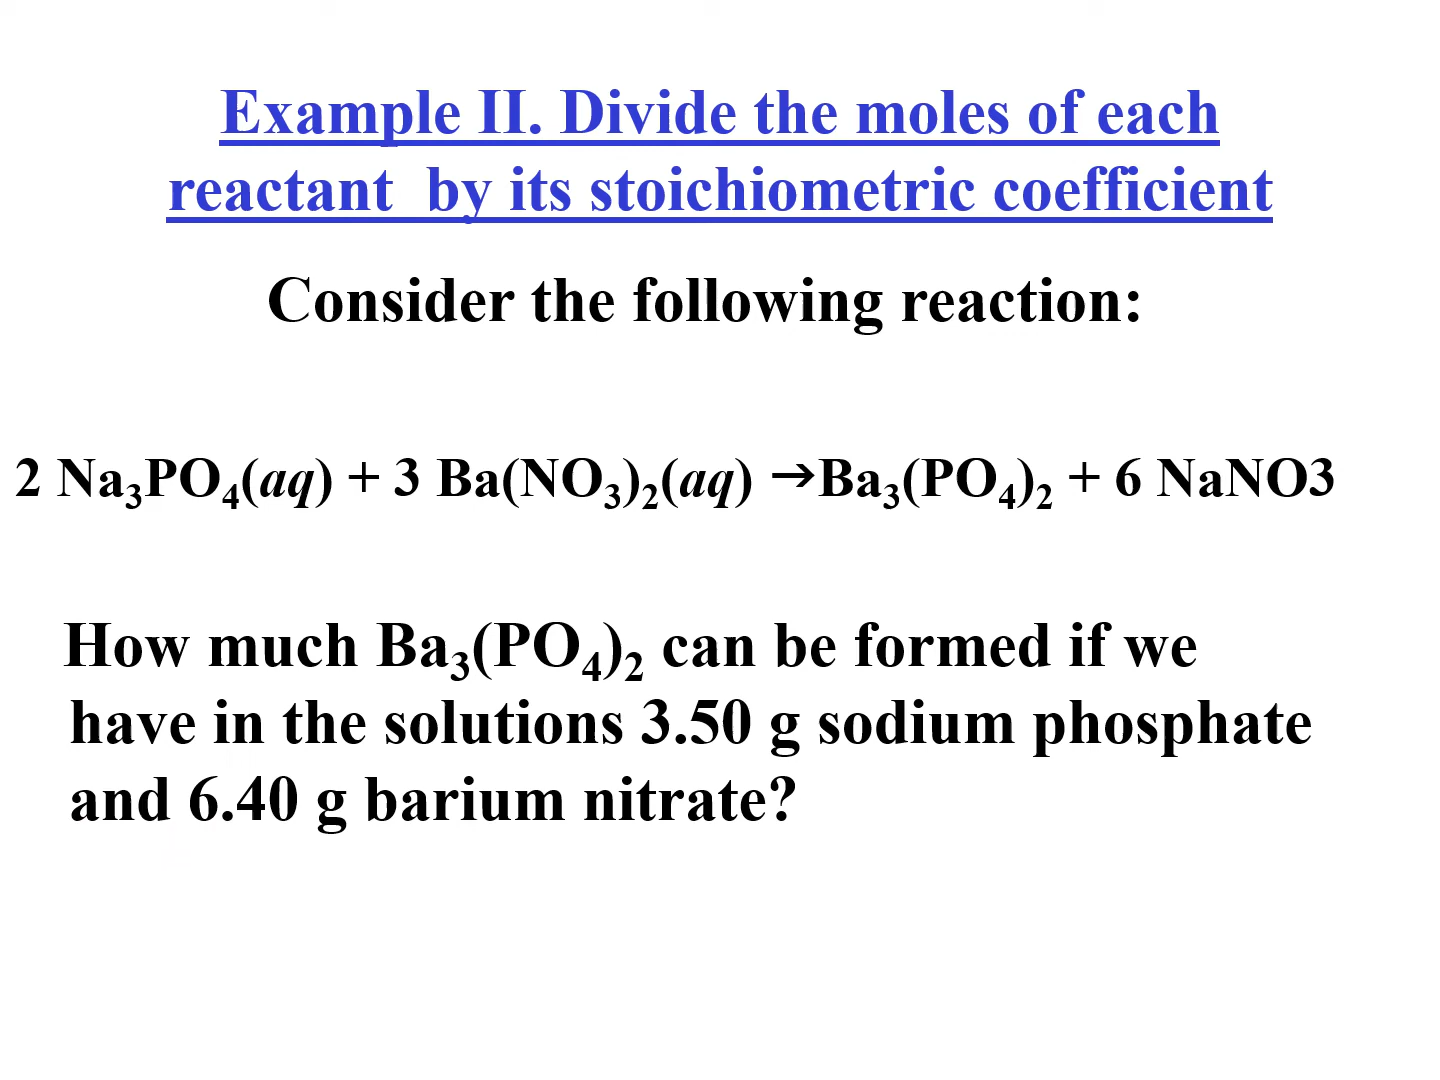 Example II. Divide the moles of each
reactant by its stoichiometric coefficient
Consider the following reaction:
2 Na₃PO₄(aq) + 3 Ba(NO₃)₂(aq) →Ba₃(PO₄)₂ + 6 NaNO3
How much Ba₃(PO₄)₂ can be formed if we
have in the solutions 3.50 g sodium phosphate
and 6.40 g barium nitrate?